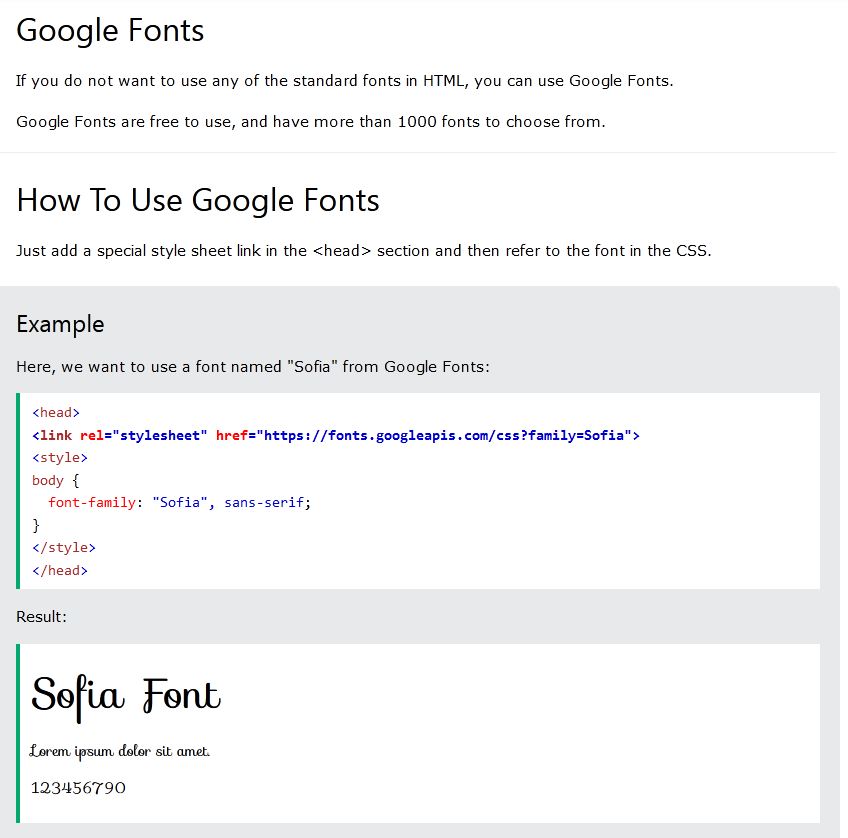 Google Fonts
If you do not want to use any of the standard fonts in HTML, you can use Google Fonts.
Google Fonts are free to use, and have more than 1000 fonts to choose from.
How To Use Google Fonts
Just add a special style sheet link in the <head> section and then refer to the font in the CSS.
Example
Here, we want to use a font named "Sofia" from Google Fonts:
<head>
<link rel="stylesheet" href="https://fonts.googleapis.com/css?family=Sofia">
<style>
body {
  font-family: "Sofia", sans-serif;
}
</style>
</head>
Result:
Sofia Font
Lorem ipsum dolor sit amet.
123456790